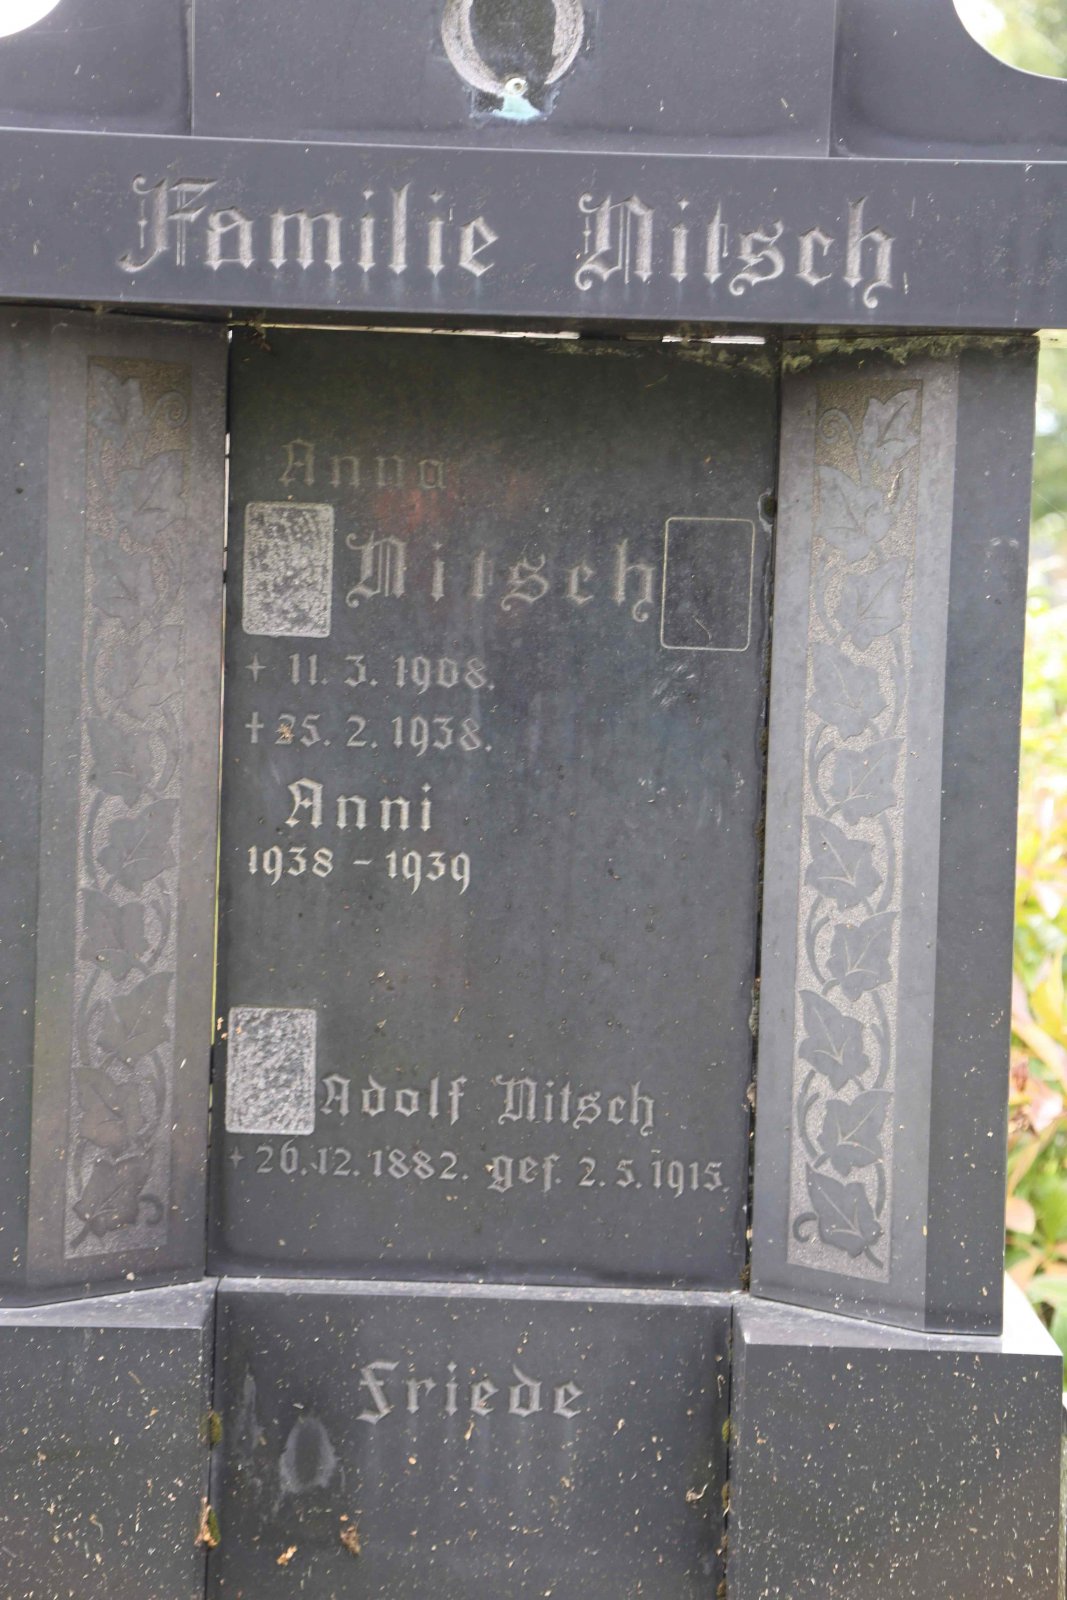 Familie Nitsch
Anna
Nitsch
+ 11. 3. 1908.
+ 25. 2. 1938.
Anni
1938 - 1939
Adolf Nitsch
+ 26. 12. 1882. gef. 2. 5. 1915.
Friede